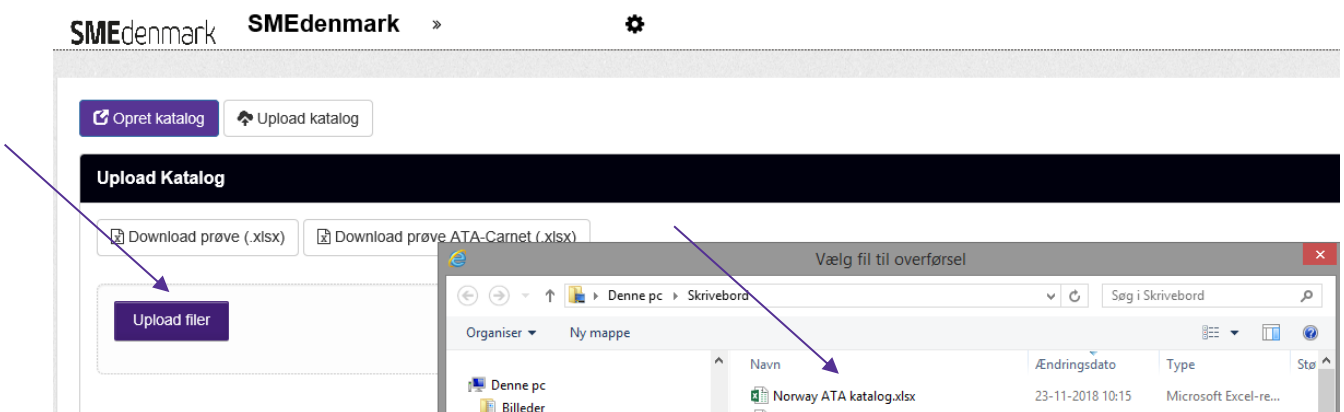 SMEdenmark SMEdenmark »
Opret katalog Upload katalog
Upload Katalog
Download prøve (.xlsx) Download prøve ATA-Carnet (.xlsx)
Vælg fil til overførsel
Denne pc Skrivebord Søg i Skrivebord
Upload filer
Organiser Ny mappe
Navn Ændringsdato Type Stø
Denne pc
Norway ATA katalog.xlsx 23-11-2018 10:15 Microsoft Excel-re...
Billeder